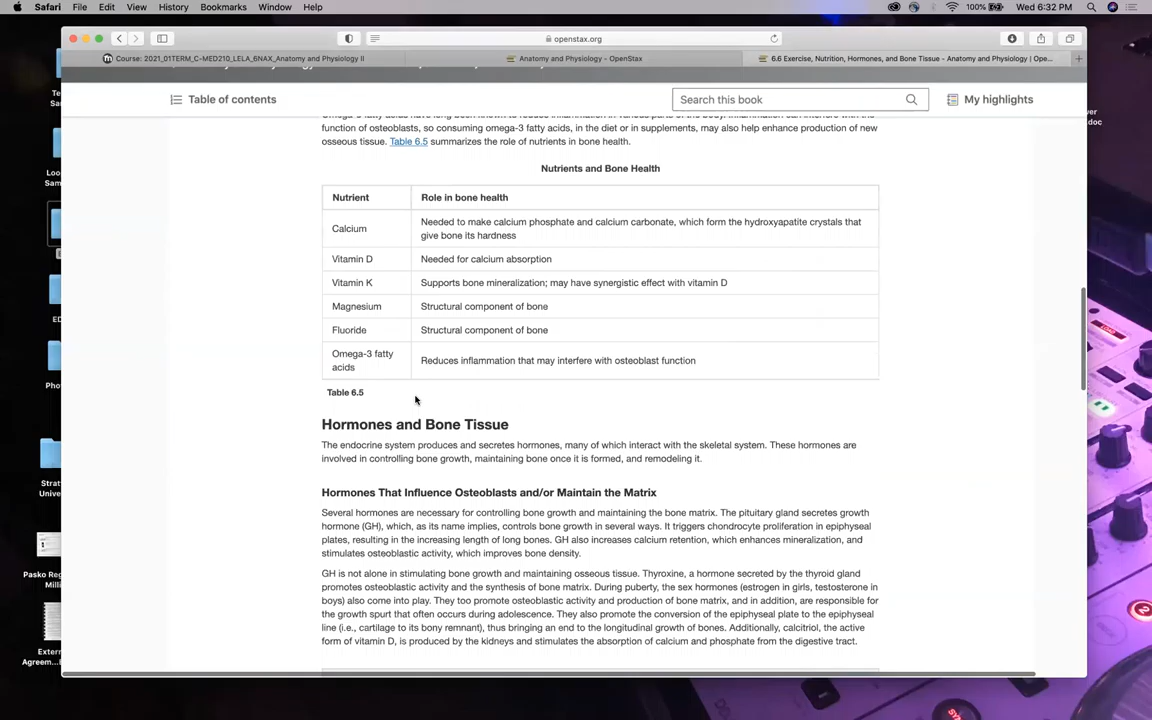 Safari File Edit View History Bookmarks Window Help
100% Wed 6:32 PM
openstax.org
Course: 2021_01TERM_C-MED210_LELA_6NAX_Anatomy and Physiology II
Anatomy and Physiology - OpenStax
6.6 Exercise, Nutrition, Hormones, and Bone Tissue - Anatomy and Physiology | Ope...
Table of contents
Search this book
My highlights
function of osteoblasts, so consuming omega-3 fatty acids, in the diet or in supplements, may also help enhance production of new
osseous tissue. Table 6.5 summarizes the role of nutrients in bone health.
Nutrients and Bone Health
Nutrient Role in bone health
Calcium Needed to make calcium phosphate and calcium carbonate, which form the hydroxyapatite crystals that
give bone its hardness
Vitamin D Needed for calcium absorption
Vitamin K Supports bone mineralization; may have synergistic effect with vitamin D
Magnesium Structural component of bone
Fluoride Structural component of bone
Omega-3 fatty
acids
Reduces inflammation that may interfere with osteoblast function
Table 6.5
Hormones and Bone Tissue
The endocrine system produces and secretes hormones, many of which interact with the skeletal system. These hormones are
involved in controlling bone growth, maintaining bone once it is formed, and remodeling it.
Hormones That Influence Osteoblasts and/or Maintain the Matrix
Several hormones are necessary for controlling bone growth and maintaining the bone matrix. The pituitary gland secretes growth
hormone (GH), which, as its name implies, controls bone growth in several ways. It triggers chondrocyte proliferation in epiphyseal
plates, resulting in the increasing length of long bones. GH also increases calcium retention, which enhances mineralization, and
stimulates osteoblastic activity, which improves bone density.
GH is not alone in stimulating bone growth and maintaining osseous tissue. Thyroxine, a hormone secreted by the thyroid gland
promotes osteoblastic activity and the synthesis of bone matrix. During puberty, the sex hormones (estrogen in girls, testosterone in
boys) also come into play. They too promote osteoblastic activity and production of bone matrix, and in addition, are responsible for
the growth spurt that often occurs during adolescence. They also promote the conversion of the epiphyseal plate to the epiphyseal
line (i.e., cartilage to its bony remnant), thus bringing an end to the longitudinal growth of bones. Additionally, calcitriol, the active
form of vitamin D, is produced by the kidneys and stimulates the absorption of calcium and phosphate from the digestive tract.
Loo
Sam
ED
Pho
Strat
Unive
Pasko Reg
Milli
Extern
Agreem...
.doc
LOAD